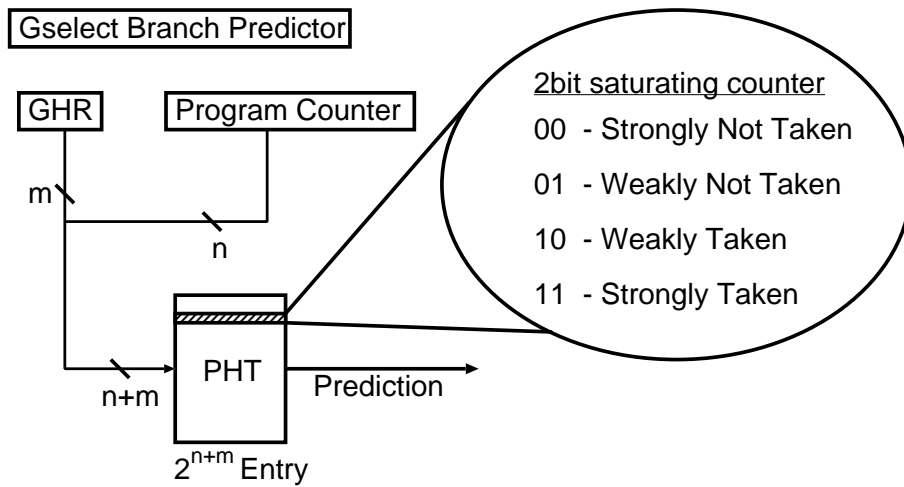 Gselect Branch Predictor
GHR
Program Counter
m
n
n+m
PHT
Prediction
2^{n+m} Entry
2bit saturating counter
00 - Strongly Not Taken
01 - Weakly Not Taken
10 - Weakly Taken
11 - Strongly Taken